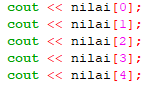 cout << nilai[0];
cout << nilai[1];
cout << nilai[2];
cout << nilai[3];
cout << nilai[4];